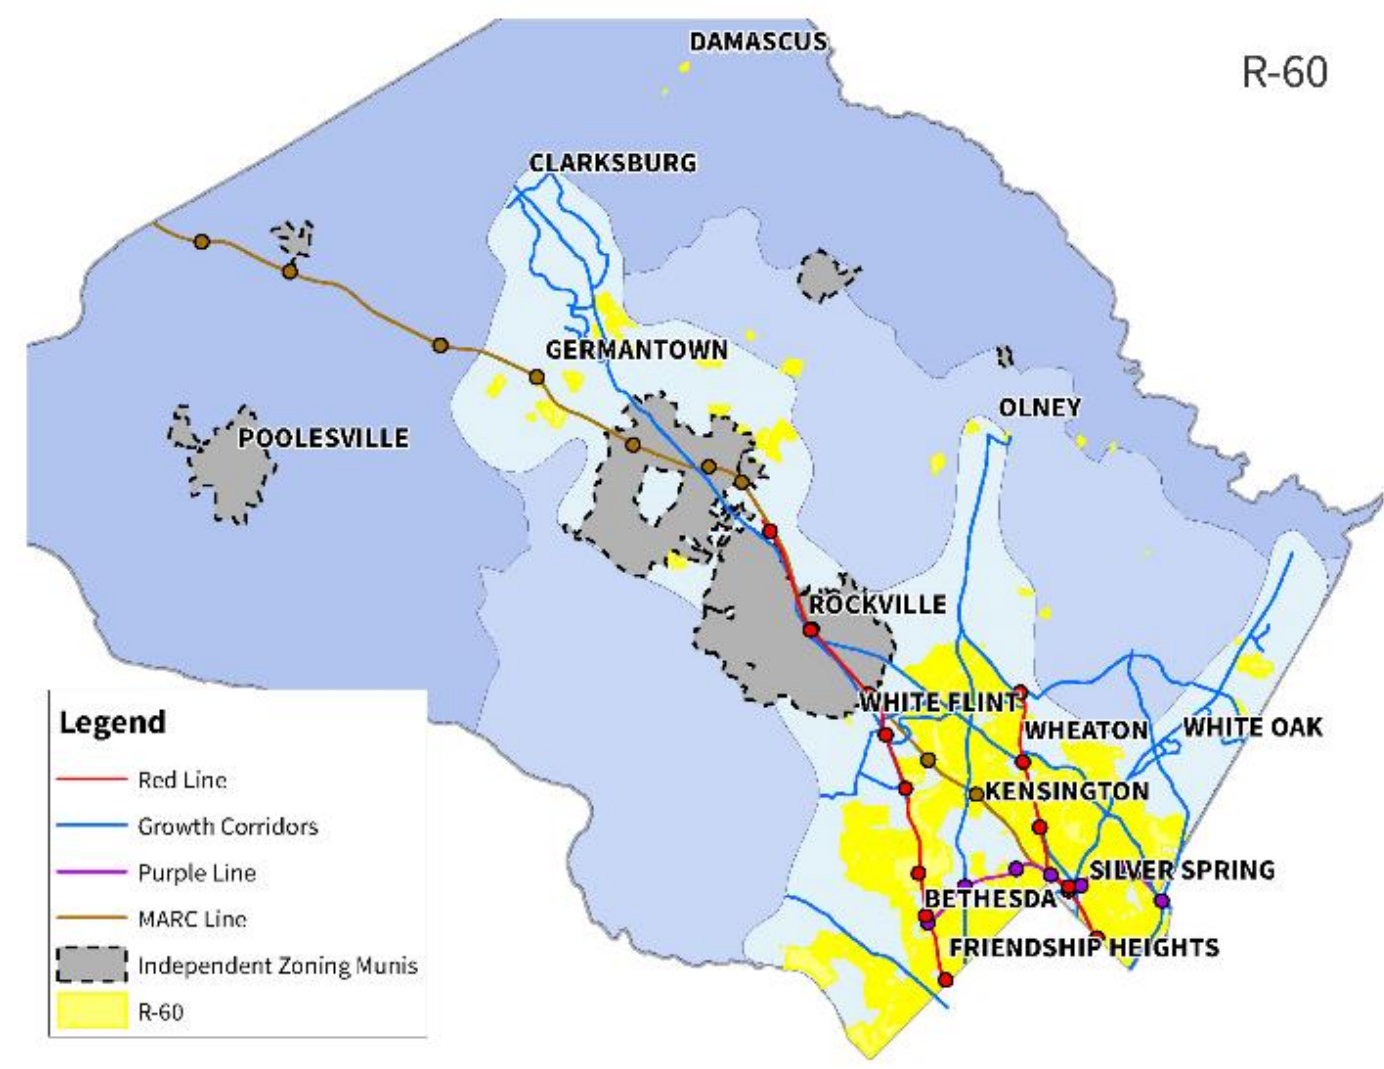 DAMASCUS
R-60
CLARKSBURG
GERMANTOWN
OLNEY
POOLESVILLE
ROCKVILLE
WHITE FLINT
WHEATON
WHITE OAK
KENSINGTON
SILVER SPRING
BETHESDA
FRIENDSHIP HEIGHTS
Legend
Red Line
Growth Corridors
Purple Line
MARC Line
Independent Zoning Munis
R-60